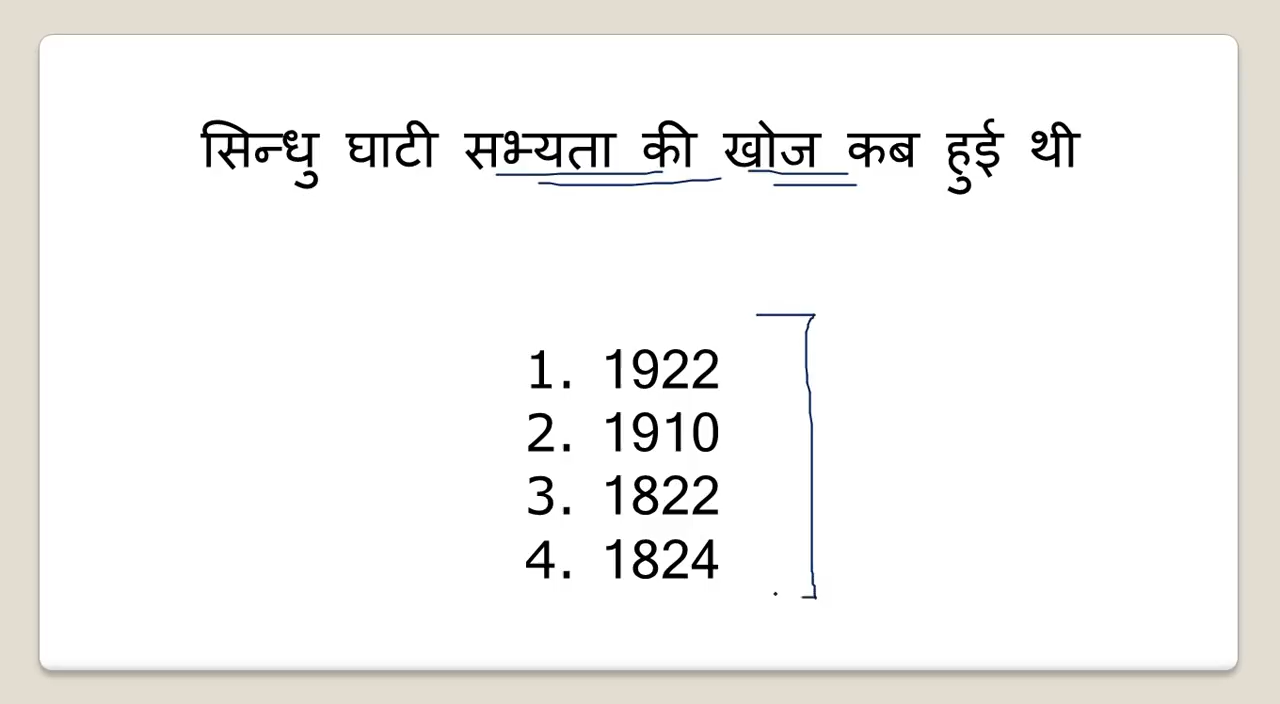 सिन्धु घाटी सभ्यता की खोज कब हुई थी
1. 1922
2. 1910
3. 1822
4. 1824